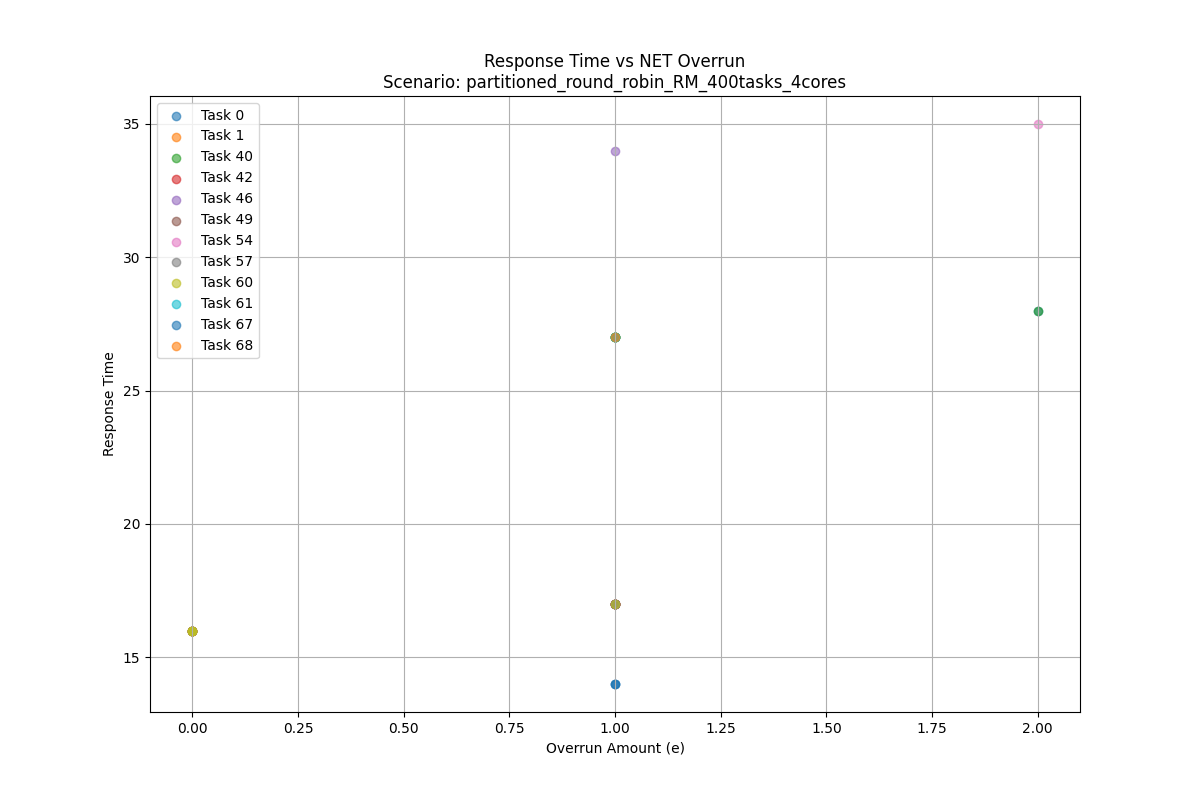 Response Time vs NET Overrun
Scenario: partitioned_round_robin_RM_400tasks_4cores
Task 0
Task 1
Task 40
Task 42
Task 46
Task 49
Task 54
Task 57
Task 60
Task 61
Task 67
Task 68
Response Time
35
30
25
20
15
0.00 0.25 0.50 0.75 1.00 1.25 1.50 1.75 2.00
Overrun Amount (e)